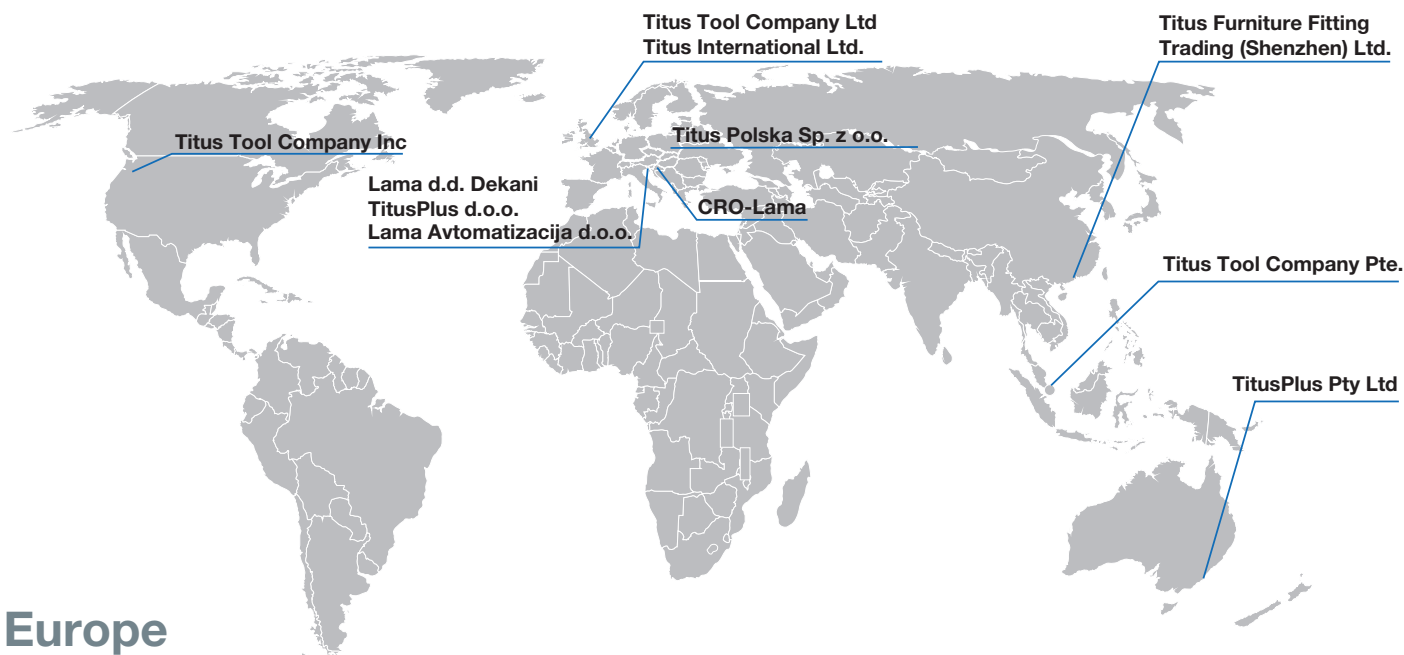 Titus Tool Company Ltd
Titus International Ltd.
Titus Furniture Fitting
Trading (Shenzhen) Ltd.
Titus Tool Company Inc
Titus Polska Sp. z o.o.
Lama d.d. Dekani
TitusPlus d.o.o.
Lama Avtomatizacija d.o.o.
CRO-Lama
Titus Tool Company Pte.
TitusPlus Pty Ltd
Europe